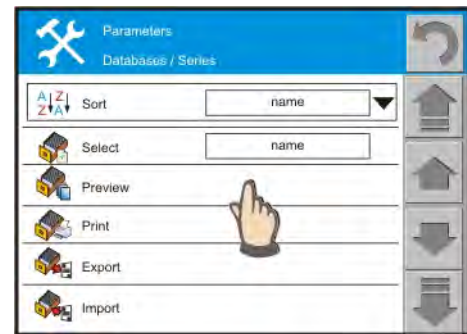 Parameters
Databases / Series
A Z Sort name
Z A
Select name
Preview
Print
Export
Import